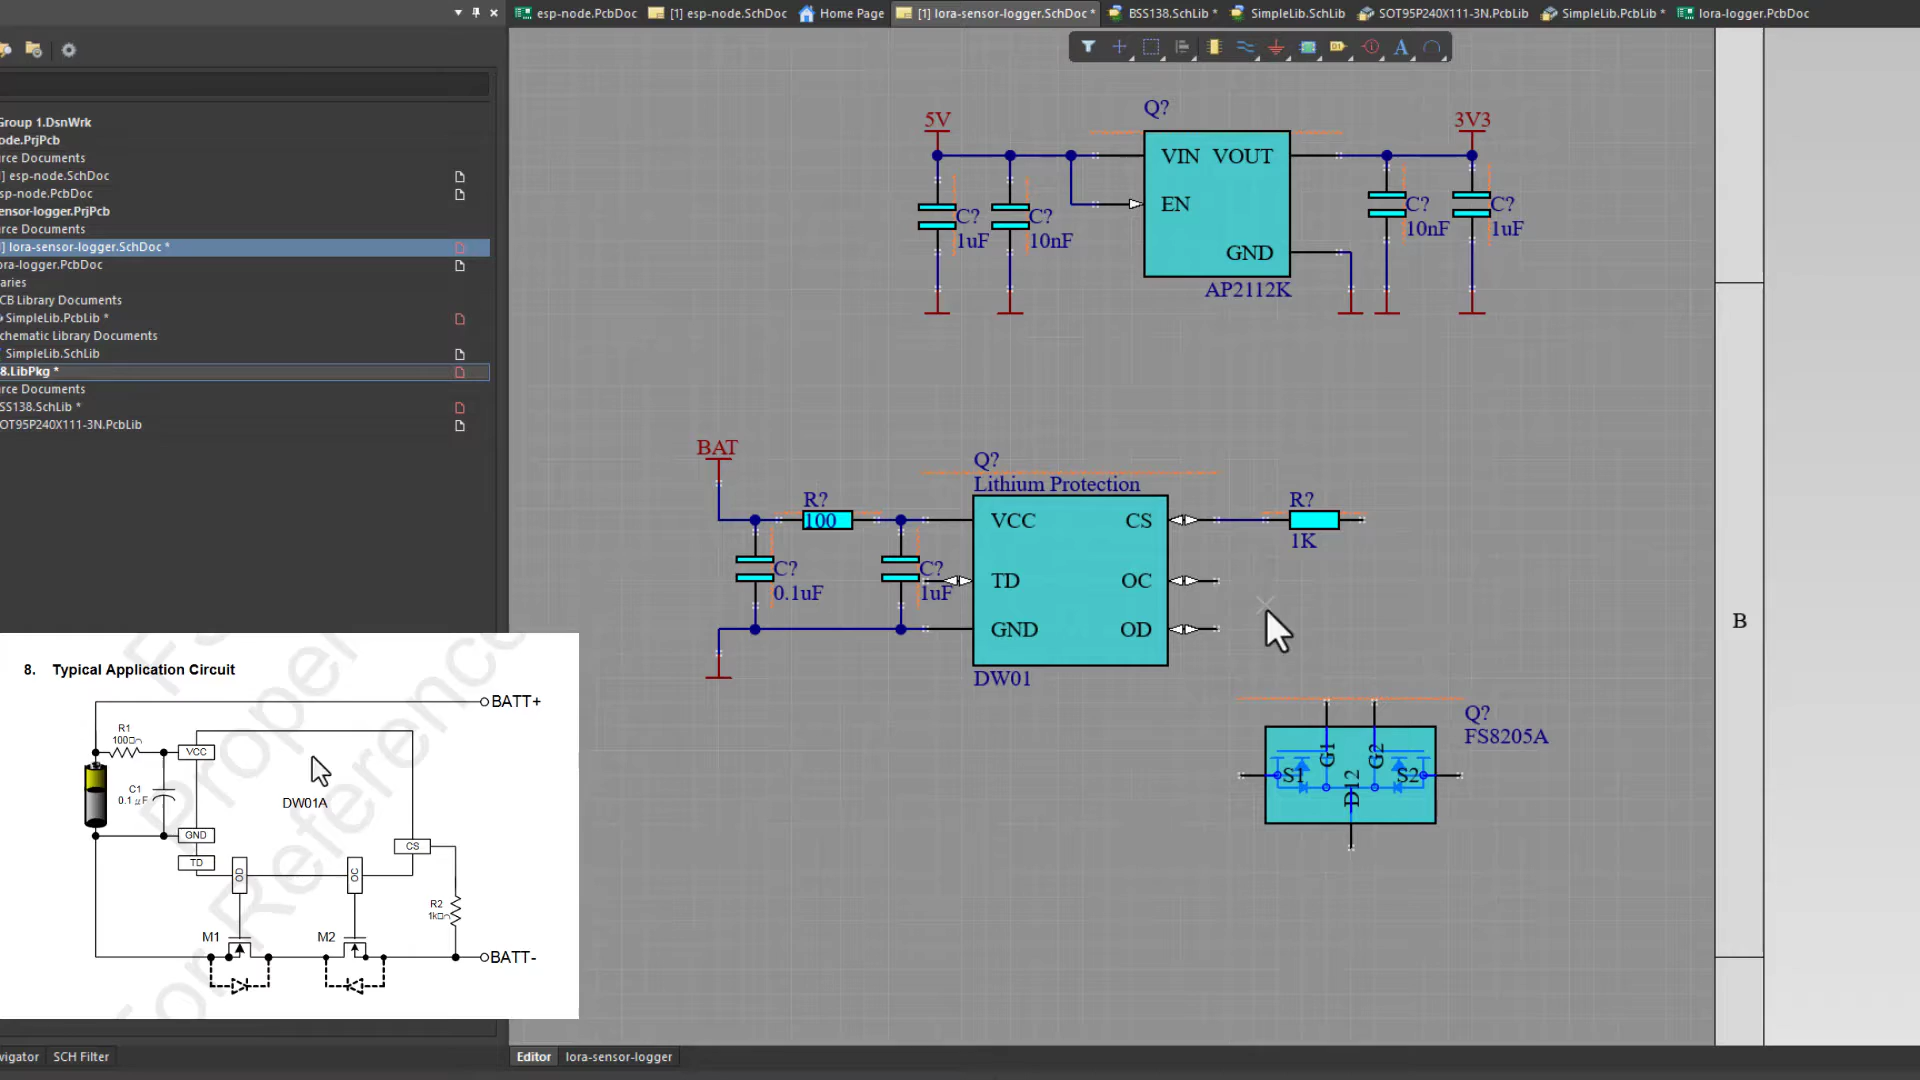 esp-node.PcbDoc
[1] esp-node.SchDoc
Home Page
[1] lora-sensor-logger.SchDoc *
BSS138.SchLib *
SimpleLib.SchLib
SOT95P240X111-3N.PcbLib
SimpleLib.PcbLib *
lora-logger.PcbDoc
Group 1.DsnWrk
ode.PrjPcb
rce Documents
] esp-node.SchDoc
sp-node.PcbDoc
ensor-logger.PrjPcb
urce Documents
] lora-sensor-logger.SchDoc *
ora-logger.PcbDoc
aries
CB Library Documents
SimpleLib.PcbLib *
chematic Library Documents
SimpleLib.SchLib
8.LibPkg *
rce Documents
SS138.SchLib *
OT95P240X111-3N.PcbLib
Q?
5V
3V3
VIN VOUT
EN
GND
AP2112K
C?
1uF
C?
10nF
C?
10nF
C?
1uF
BAT
Q?
Lithium Protection
R?
100
VCC
CS
R?
1K
C?
0.1uF
C?
1uF
TD
OC
GND
OD
DW01
B
Q?
FS8205A
G1
G2
S1
S2
D12
8. Typical Application Circuit
BATT+
R1
100Ω
VCC
C1
0.1μF
DW01A
GND
TD
CS
OD
OC
R2
1kΩ
M1
M2
BATT-
Proper
For Reference
vigator
SCH Filter
Editor
lora-sensor-logger